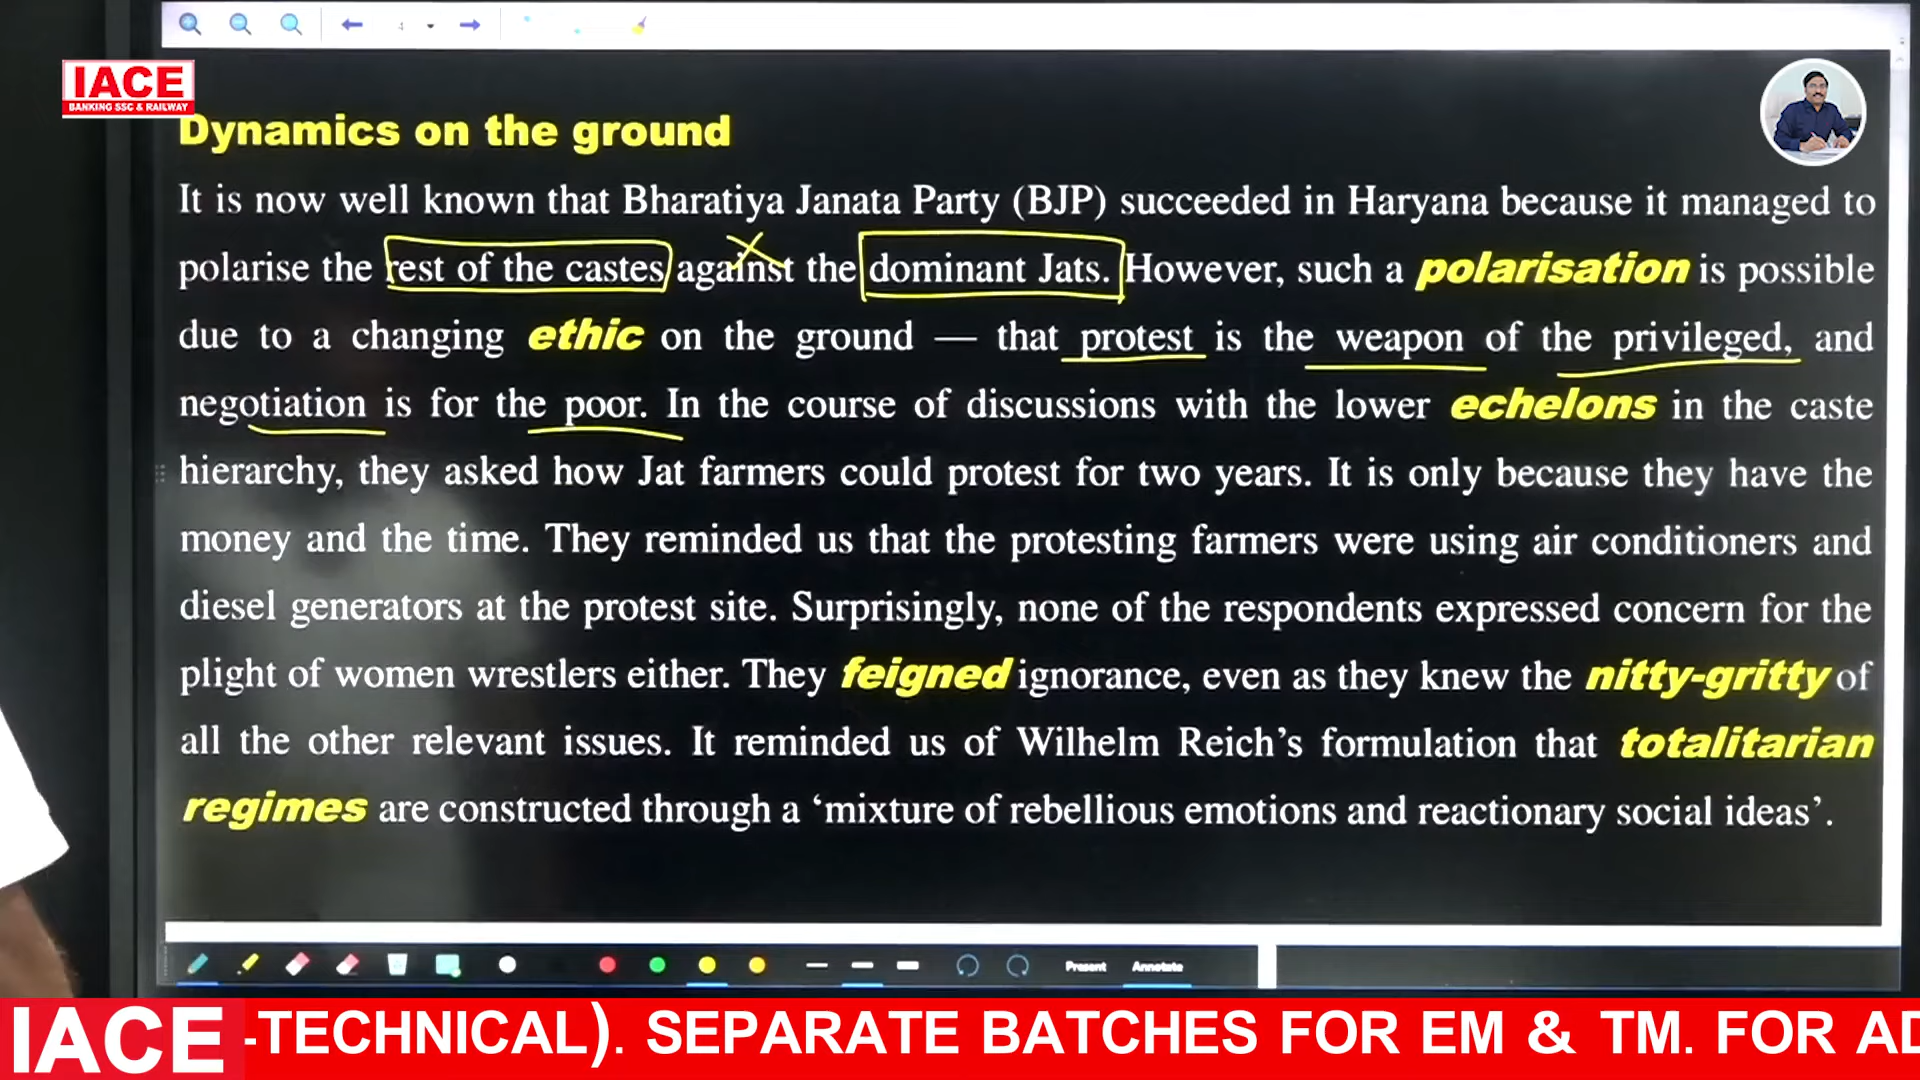 IACE
BANKING SSC & RAILWAY
Dynamics on the ground
It is now well known that Bharatiya Janata Party (BJP) succeeded in Haryana because it managed to
polarise the rest of the castes against the dominant Jats. However, such a polarisation is possible
due to a changing ethic on the ground — that protest is the weapon of the privileged, and
negotiation is for the poor. In the course of discussions with the lower echelons in the caste
hierarchy, they asked how Jat farmers could protest for two years. It is only because they have the
money and the time. They reminded us that the protesting farmers were using air conditioners and
diesel generators at the protest site. Surprisingly, none of the respondents expressed concern for the
plight of women wrestlers either. They feigned ignorance, even as they knew the nitty-gritty of
all the other relevant issues. It reminded us of Wilhelm Reich’s formulation that totalitarian
regimes are constructed through a ‘mixture of rebellious emotions and reactionary social ideas’.
Present Annotate
IACE -TECHNICAL). SEPARATE BATCHES FOR EM & TM. FOR AD